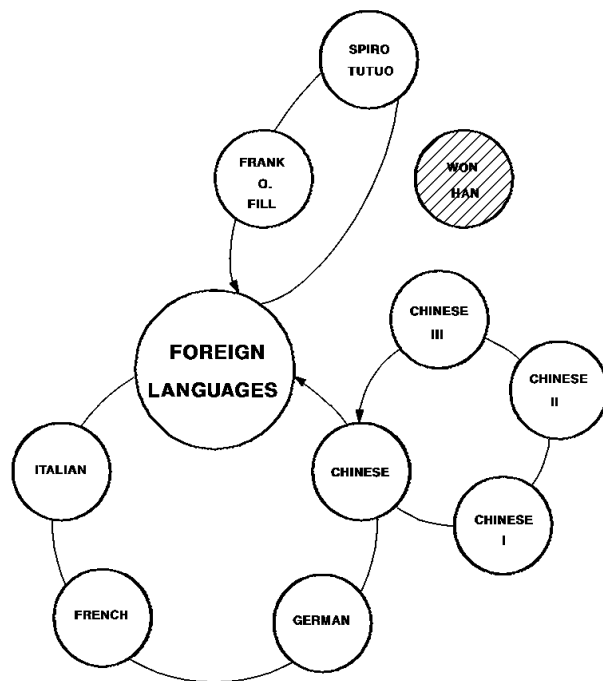 SPIRO
TUTUO
FRANK
Q.
FILL
WON
HAN
FOREIGN
LANGUAGES
CHINESE
III
CHINESE
II
ITALIAN
CHINESE
CHINESE
I
FRENCH
GERMAN